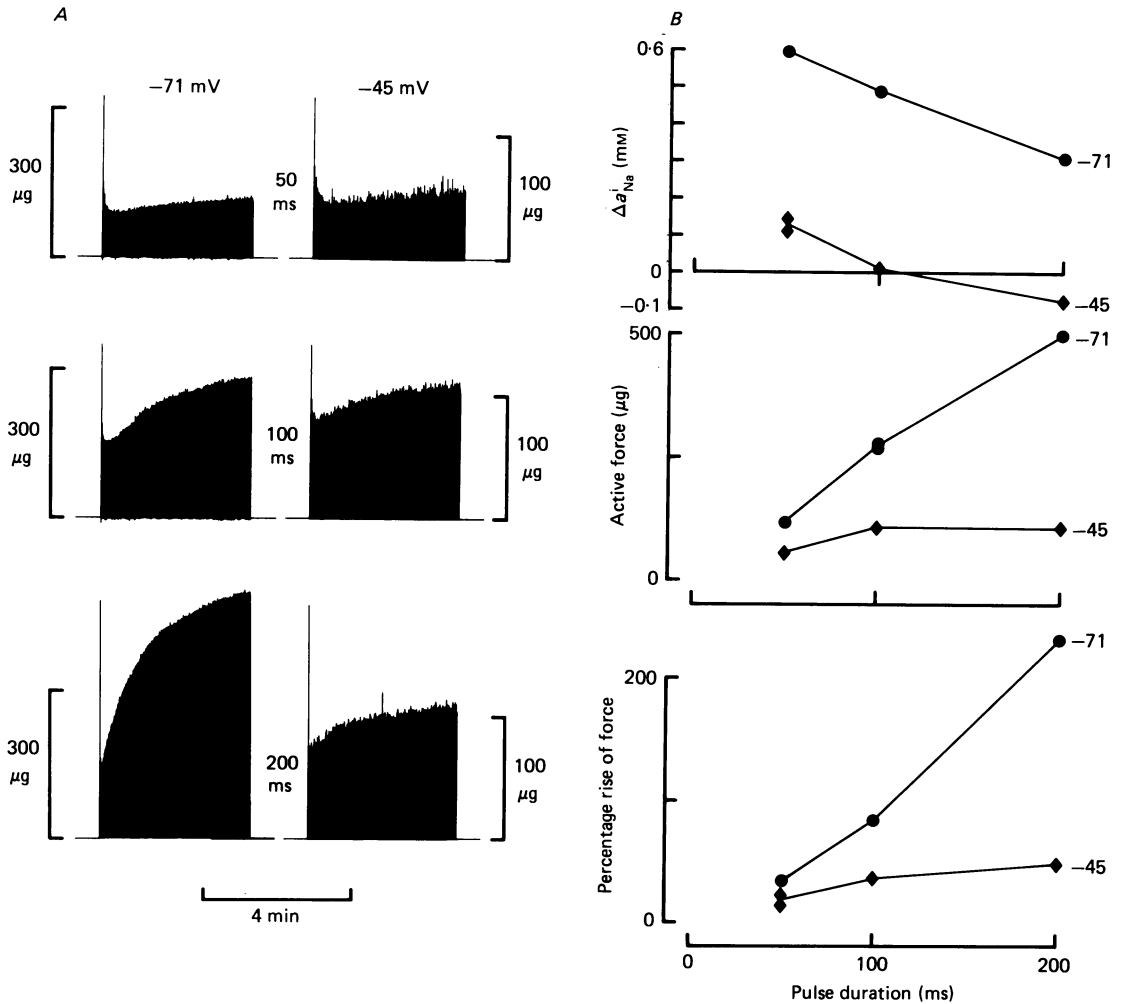 A
−71 mV
−45 mV
300
μg
50
ms
100
μg
300
μg
100
ms
100
μg
300
μg
200
ms
100
μg
4 min
B
0·6
0
−0·1
Δa^i_Na (mM)
−71
−45
500
0
Active force (μg)
−71
−45
200
0
Percentage rise of force
−71
−45
0
100
200
Pulse duration (ms)